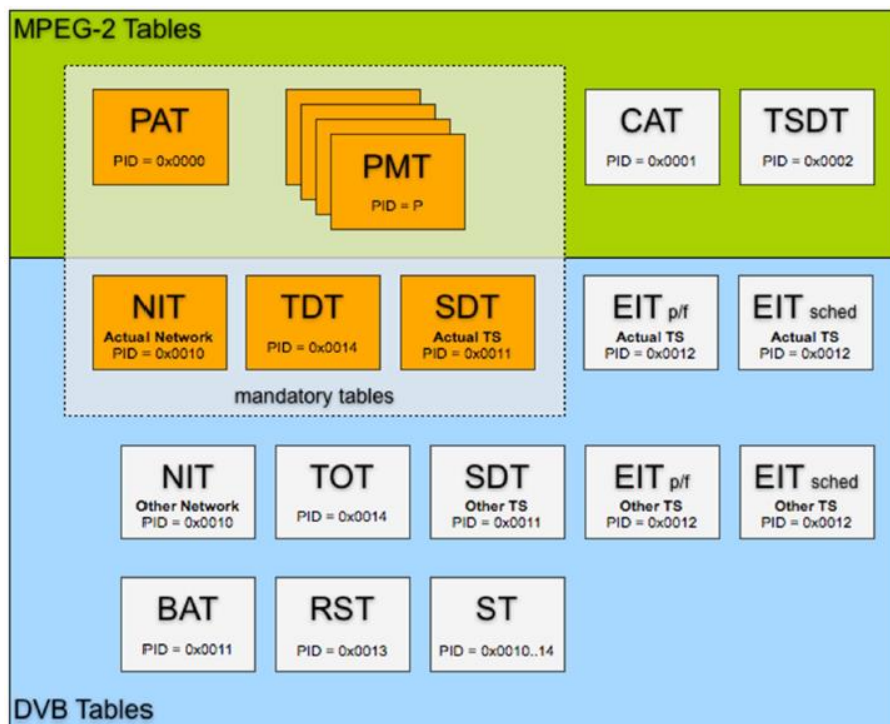 MPEG-2 Tables
PAT
PID = 0x0000
PMT
PID = P
CAT
PID = 0x0001
TSDT
PID = 0x0002
NIT
Actual Network
PID = 0x0010
TDT
PID = 0x0014
SDT
Actual TS
PID = 0x0011
EIT p/f
Actual TS
PID = 0x0012
EIT sched
Actual TS
PID = 0x0012
mandatory tables
NIT
Other Network
PID = 0x0010
TOT
PID = 0x0014
SDT
Other TS
PID = 0x0011
EIT p/f
Other TS
PID = 0x0012
EIT sched
Other TS
PID = 0x0012
BAT
PID = 0x0011
RST
PID = 0x0013
ST
PID = 0x0010..14
DVB Tables